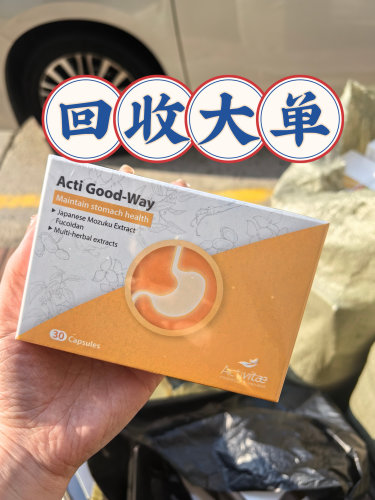 回收大单
Acti Good-Way
Maintain stomach health
▸ Japanese Mozuku Extract
Fucoidan
▸ Multi-herbal extracts
30 Capsules
Activitae